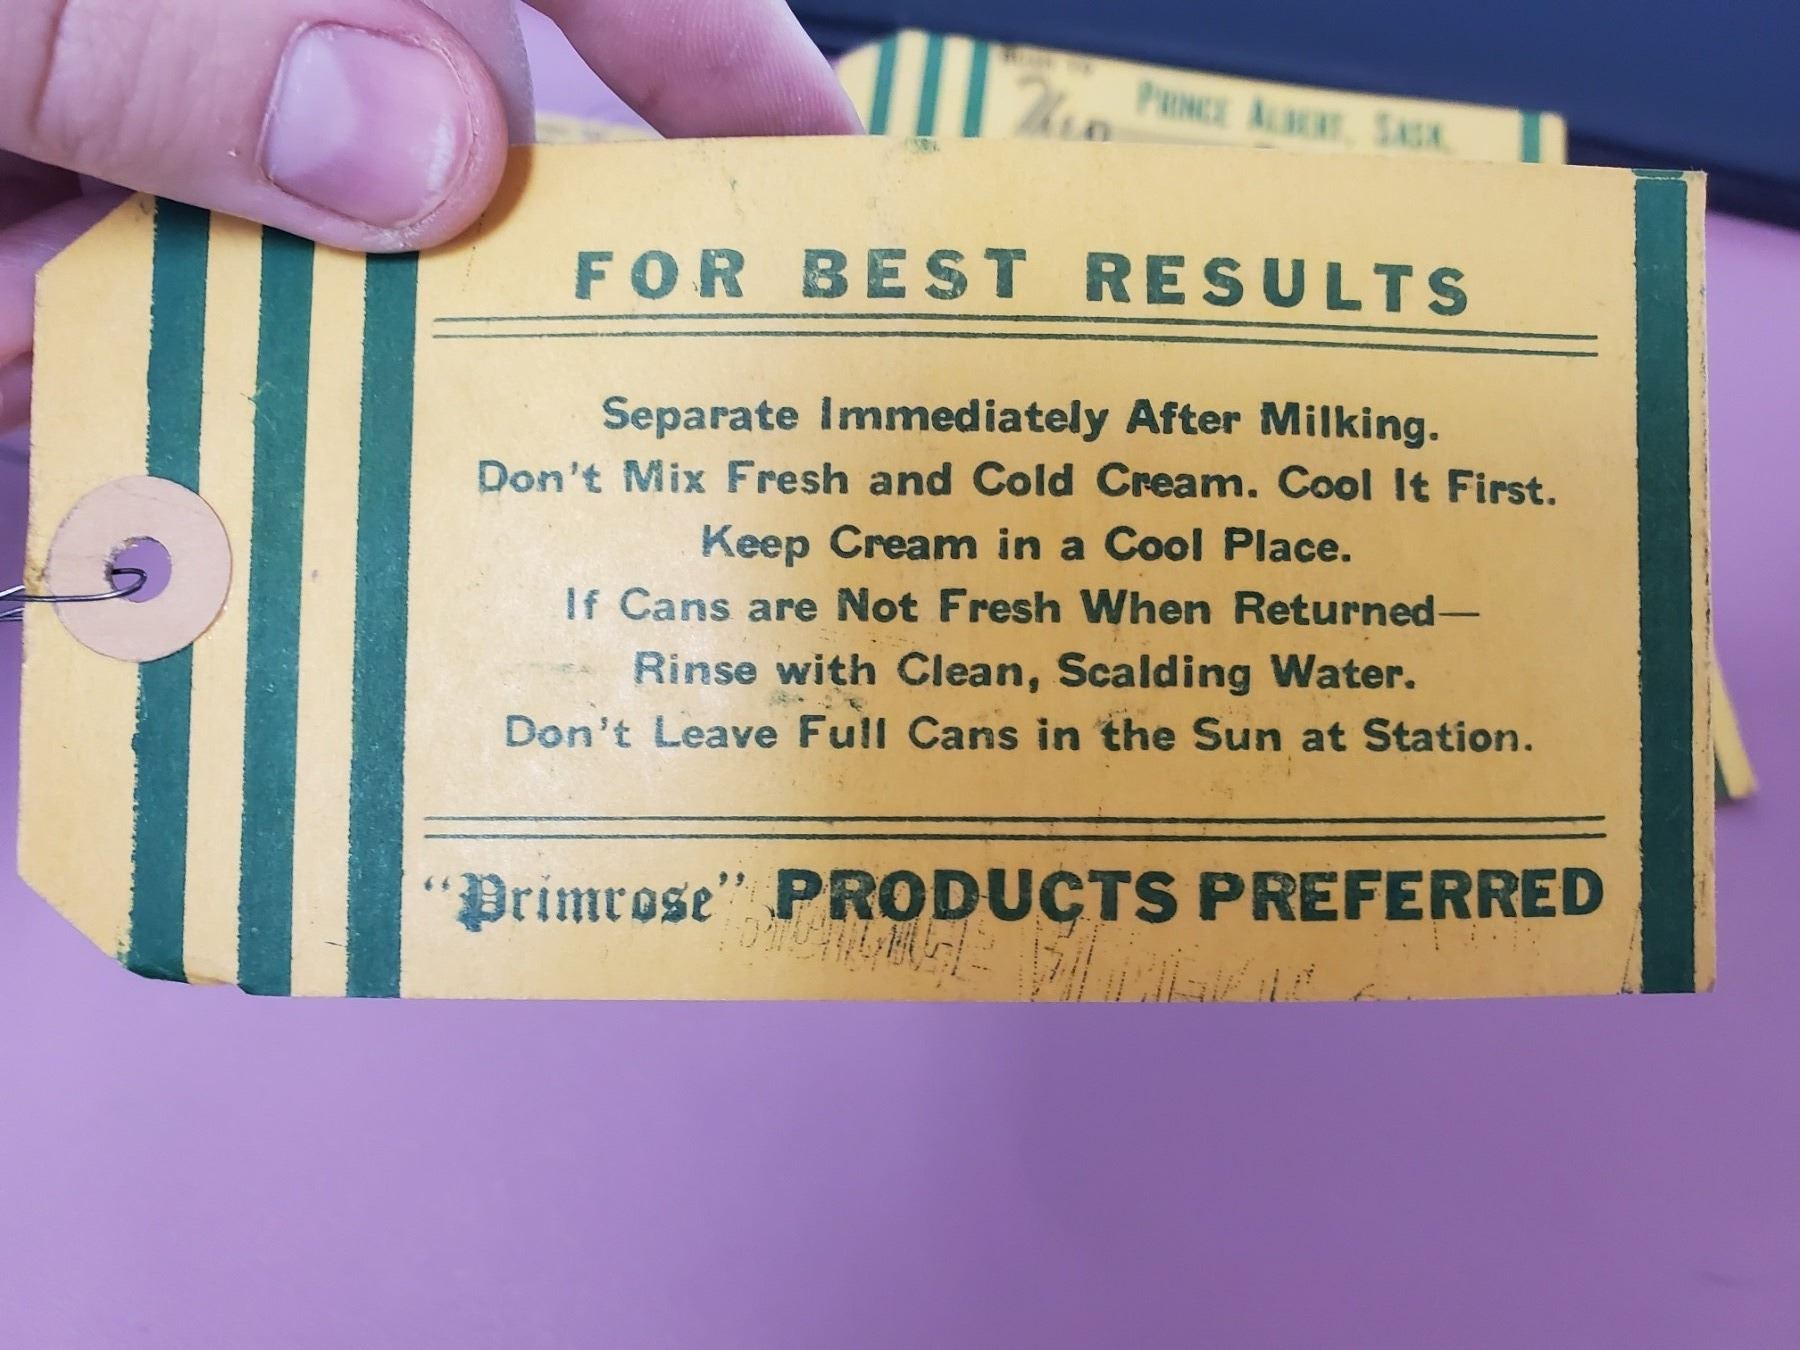 PRINCE ALBERT, SASK.
FOR BEST RESULTS
Separate Immediately After Milking.
Don't Mix Fresh and Cold Cream. Cool It First.
Keep Cream in a Cool Place.
If Cans are Not Fresh When Returned—
Rinse with Clean, Scalding Water.
Don't Leave Full Cans in the Sun at Station.
"Primrose" PRODUCTS PREFERRED